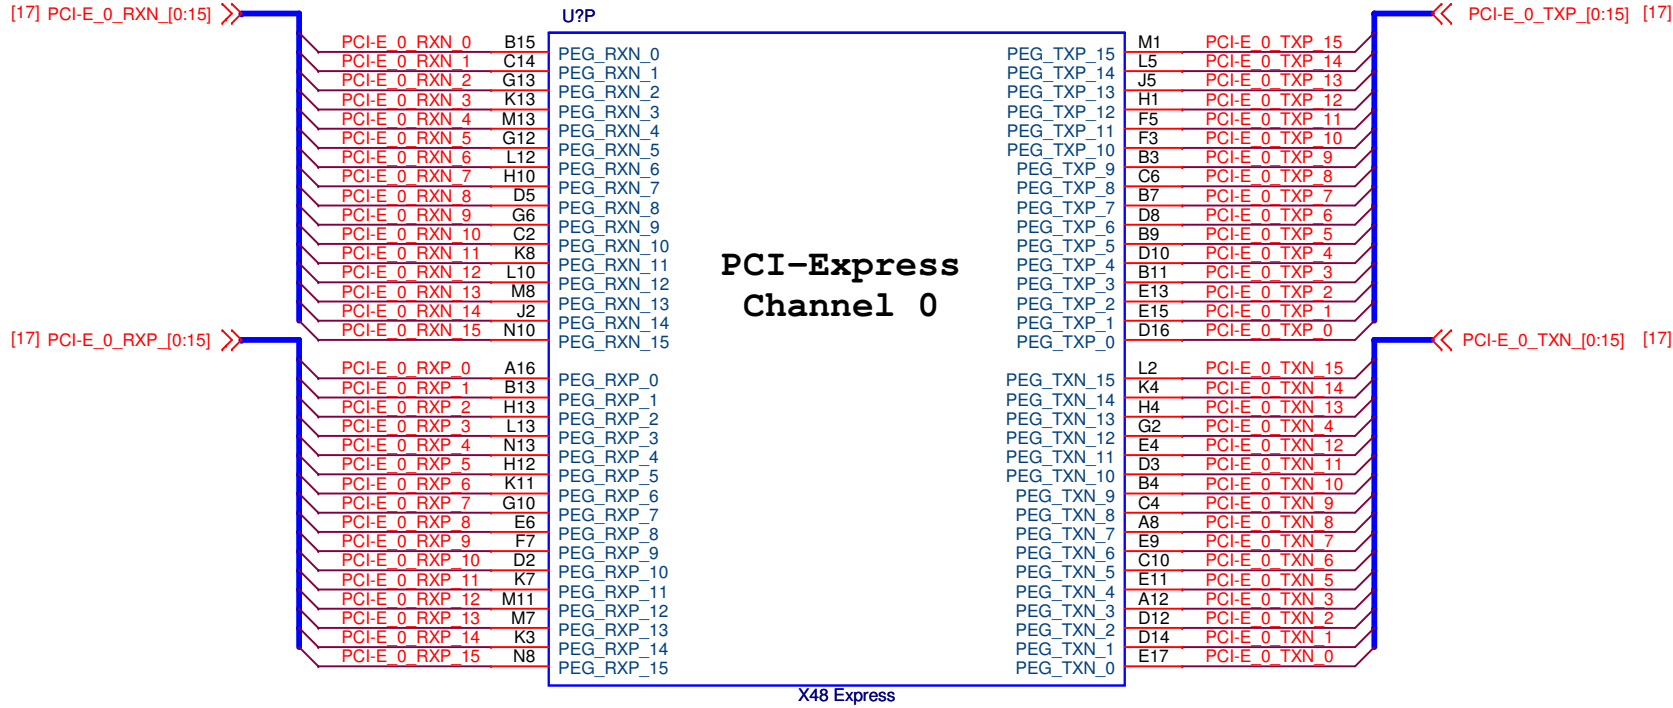 [17] PCI-E_0_RXN_[0:15]
U?P
PCI-E_0_TXP_[0:15] [17]
PCI-E_0_RXN_0 B15 PEG_RXN_0 PEG_TXP_15 M1 PCI-E_0_TXP_15
PCI-E_0_RXN_1 C14 PEG_RXN_1 PEG_TXP_14 L5 PCI-E_0_TXP_14
PCI-E_0_RXN_2 G13 PEG_RXN_2 PEG_TXP_13 J5 PCI-E_0_TXP_13
PCI-E_0_RXN_3 K13 PEG_RXN_3 PEG_TXP_12 H1 PCI-E_0_TXP_12
PCI-E_0_RXN_4 M13 PEG_RXN_4 PEG_TXP_11 F5 PCI-E_0_TXP_11
PCI-E_0_RXN_5 G12 PEG_RXN_5 PEG_TXP_10 F3 PCI-E_0_TXP_10
PCI-E_0_RXN_6 L12 PEG_RXN_6 PEG_TXP_9 B3 PCI-E_0_TXP_9
PCI-E_0_RXN_7 H10 PEG_RXN_7 PEG_TXP_8 C6 PCI-E_0_TXP_8
PCI-E_0_RXN_8 D5 PEG_RXN_8 PEG_TXP_7 B7 PCI-E_0_TXP_7
PCI-E_0_RXN_9 G6 PEG_RXN_9 PEG_TXP_6 D8 PCI-E_0_TXP_6
PCI-E_0_RXN_10 C2 PEG_RXN_10 PEG_TXP_5 B9 PCI-E_0_TXP_5
PCI-E_0_RXN_11 K8 PEG_RXN_11 PEG_TXP_4 D10 PCI-E_0_TXP_4
PCI-E_0_RXN_12 L10 PEG_RXN_12 PEG_TXP_3 B11 PCI-E_0_TXP_3
PCI-E_0_RXN_13 M8 PEG_RXN_13 PEG_TXP_2 E13 PCI-E_0_TXP_2
PCI-E_0_RXN_14 J2 PEG_RXN_14 PEG_TXP_1 E15 PCI-E_0_TXP_1
PCI-E_0_RXN_15 N10 PEG_RXN_15 PEG_TXP_0 D16 PCI-E_0_TXP_0
PCI-Express
Channel 0
[17] PCI-E_0_RXP_[0:15]
PCI-E_0_TXN_[0:15] [17]
PCI-E_0_RXP_0 A16 PEG_RXP_0 PEG_TXN_15 L2 PCI-E_0_TXN_15
PCI-E_0_RXP_1 B13 PEG_RXP_1 PEG_TXN_14 K4 PCI-E_0_TXN_14
PCI-E_0_RXP_2 H13 PEG_RXP_2 PEG_TXN_13 H4 PCI-E_0_TXN_13
PCI-E_0_RXP_3 L13 PEG_RXP_3 PEG_TXN_12 G2 PCI-E_0_TXN_4
PCI-E_0_RXP_4 N13 PEG_RXP_4 PEG_TXN_11 E4 PCI-E_0_TXN_12
PCI-E_0_RXP_5 H12 PEG_RXP_5 PEG_TXN_10 D3 PCI-E_0_TXN_11
PCI-E_0_RXP_6 K11 PEG_RXP_6 PEG_TXN_9 B4 PCI-E_0_TXN_10
PCI-E_0_RXP_7 G10 PEG_RXP_7 PEG_TXN_8 C4 PCI-E_0_TXN_9
PCI-E_0_RXP_8 E6 PEG_RXP_8 PEG_TXN_7 A8 PCI-E_0_TXN_8
PCI-E_0_RXP_9 F7 PEG_RXP_9 PEG_TXN_6 E9 PCI-E_0_TXN_7
PCI-E_0_RXP_10 D2 PEG_RXP_10 PEG_TXN_5 C10 PCI-E_0_TXN_6
PCI-E_0_RXP_11 K7 PEG_RXP_11 PEG_TXN_4 E11 PCI-E_0_TXN_5
PCI-E_0_RXP_12 M11 PEG_RXP_12 PEG_TXN_3 A12 PCI-E_0_TXN_3
PCI-E_0_RXP_13 M7 PEG_RXP_13 PEG_TXN_2 D12 PCI-E_0_TXN_2
PCI-E_0_RXP_14 K3 PEG_RXP_14 PEG_TXN_1 D14 PCI-E_0_TXN_1
PCI-E_0_RXP_15 N8 PEG_RXP_15 PEG_TXN_0 E17 PCI-E_0_TXN_0
X48 Express